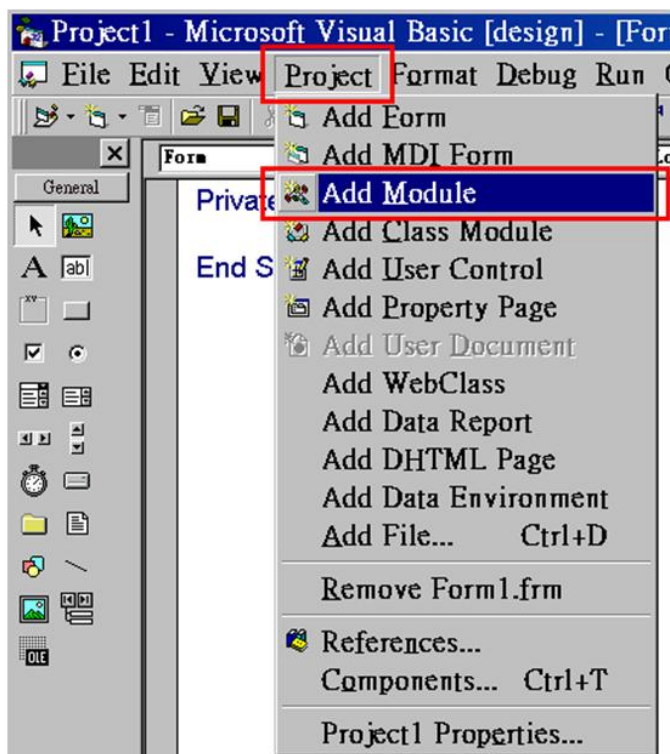 Project1 - Microsoft Visual Basic [design] - [For
File Edit View Project Format Debug Run
Form
General
Private
End S
Add Form
Add MDI Form
Add Module
Add Class Module
Add User Control
Add Property Page
Add User Document
Add WebClass
Add Data Report
Add DHTML Page
Add Data Environment
Add File... Ctrl+D
Remove Form1.frm
References...
Components... Ctrl+T
Project1 Properties...
A
abl
XY
OLE